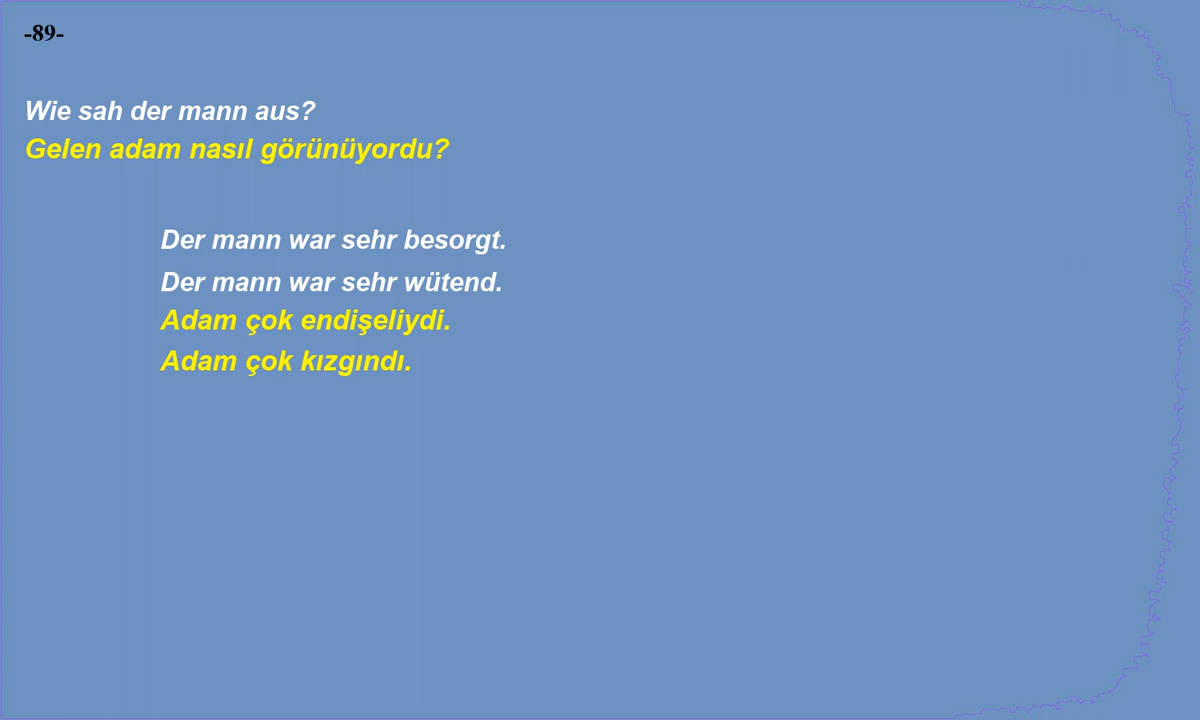 -89-
Wie sah der mann aus?
Gelen adam nasıl görünüyordu?
Der mann war sehr besorgt.
Der mann war sehr wütend.
Adam çok endişeliydi.
Adam çok kızgındı.